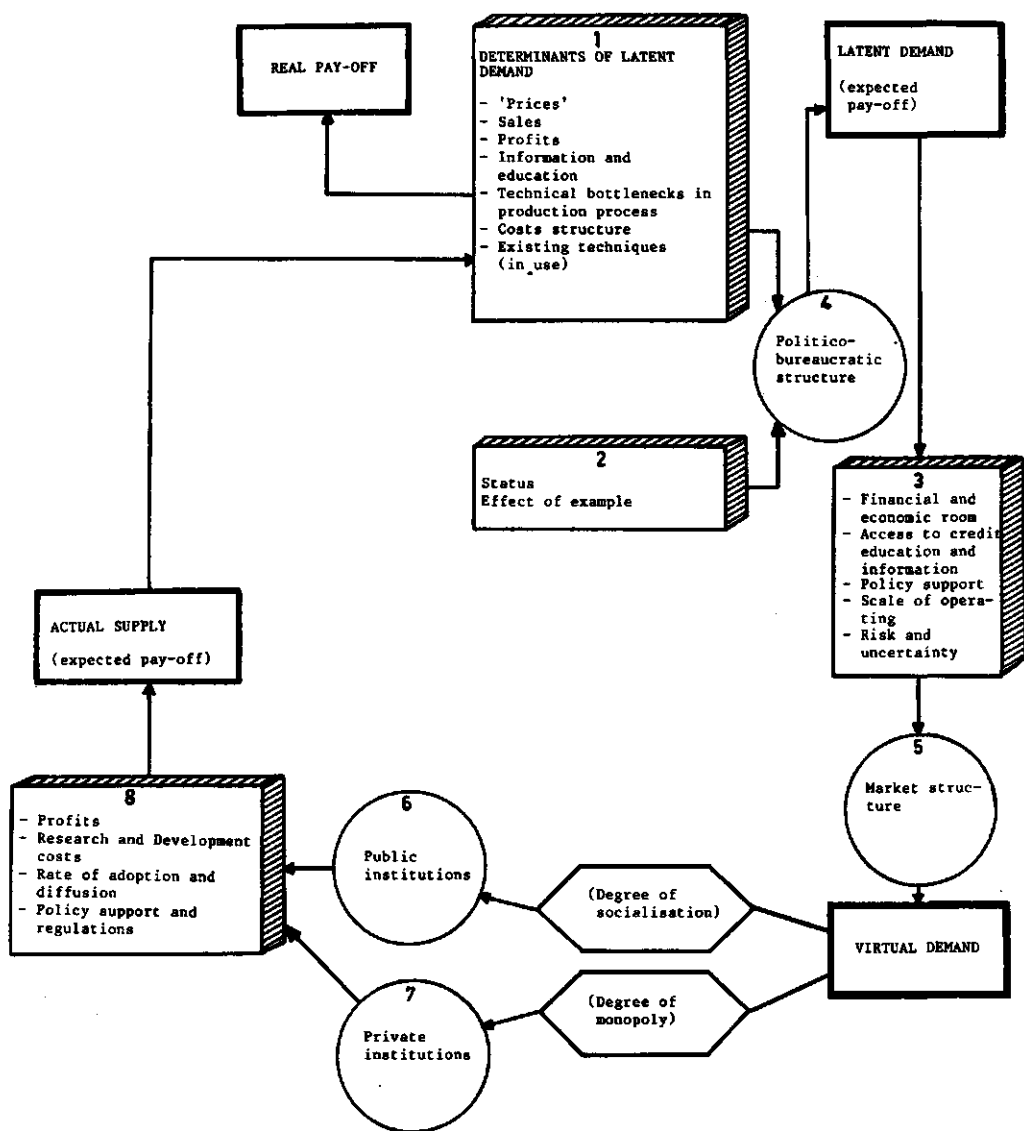 REAL PAY-OFF
1
DETERMINANTS OF LATENT
DEMAND
- 'Prices'
- Sales
- Profits
- Information and
education
- Technical bottlenecks in
production process
- Costs structure
- Existing techniques
(in use)
LATENT DEMAND
(expected
pay-off)
4
Politico-
bureaucratic
structure
2
Status
Effect of example
3
- Financial and
economic room
- Access to credit
education and
information
- Policy support
- Scale of opera-
ting
- Risk and
uncertainty
ACTUAL SUPPLY
(expected pay-off)
5
Market struc-
ture
8
- Profits
- Research and Development
costs
- Rate of adoption and
diffusion
- Policy support and
regulations
6
Public
institutions
(Degree of
socialisation)
VIRTUAL DEMAND
7
Private
institutions
(Degree of
monopoly)